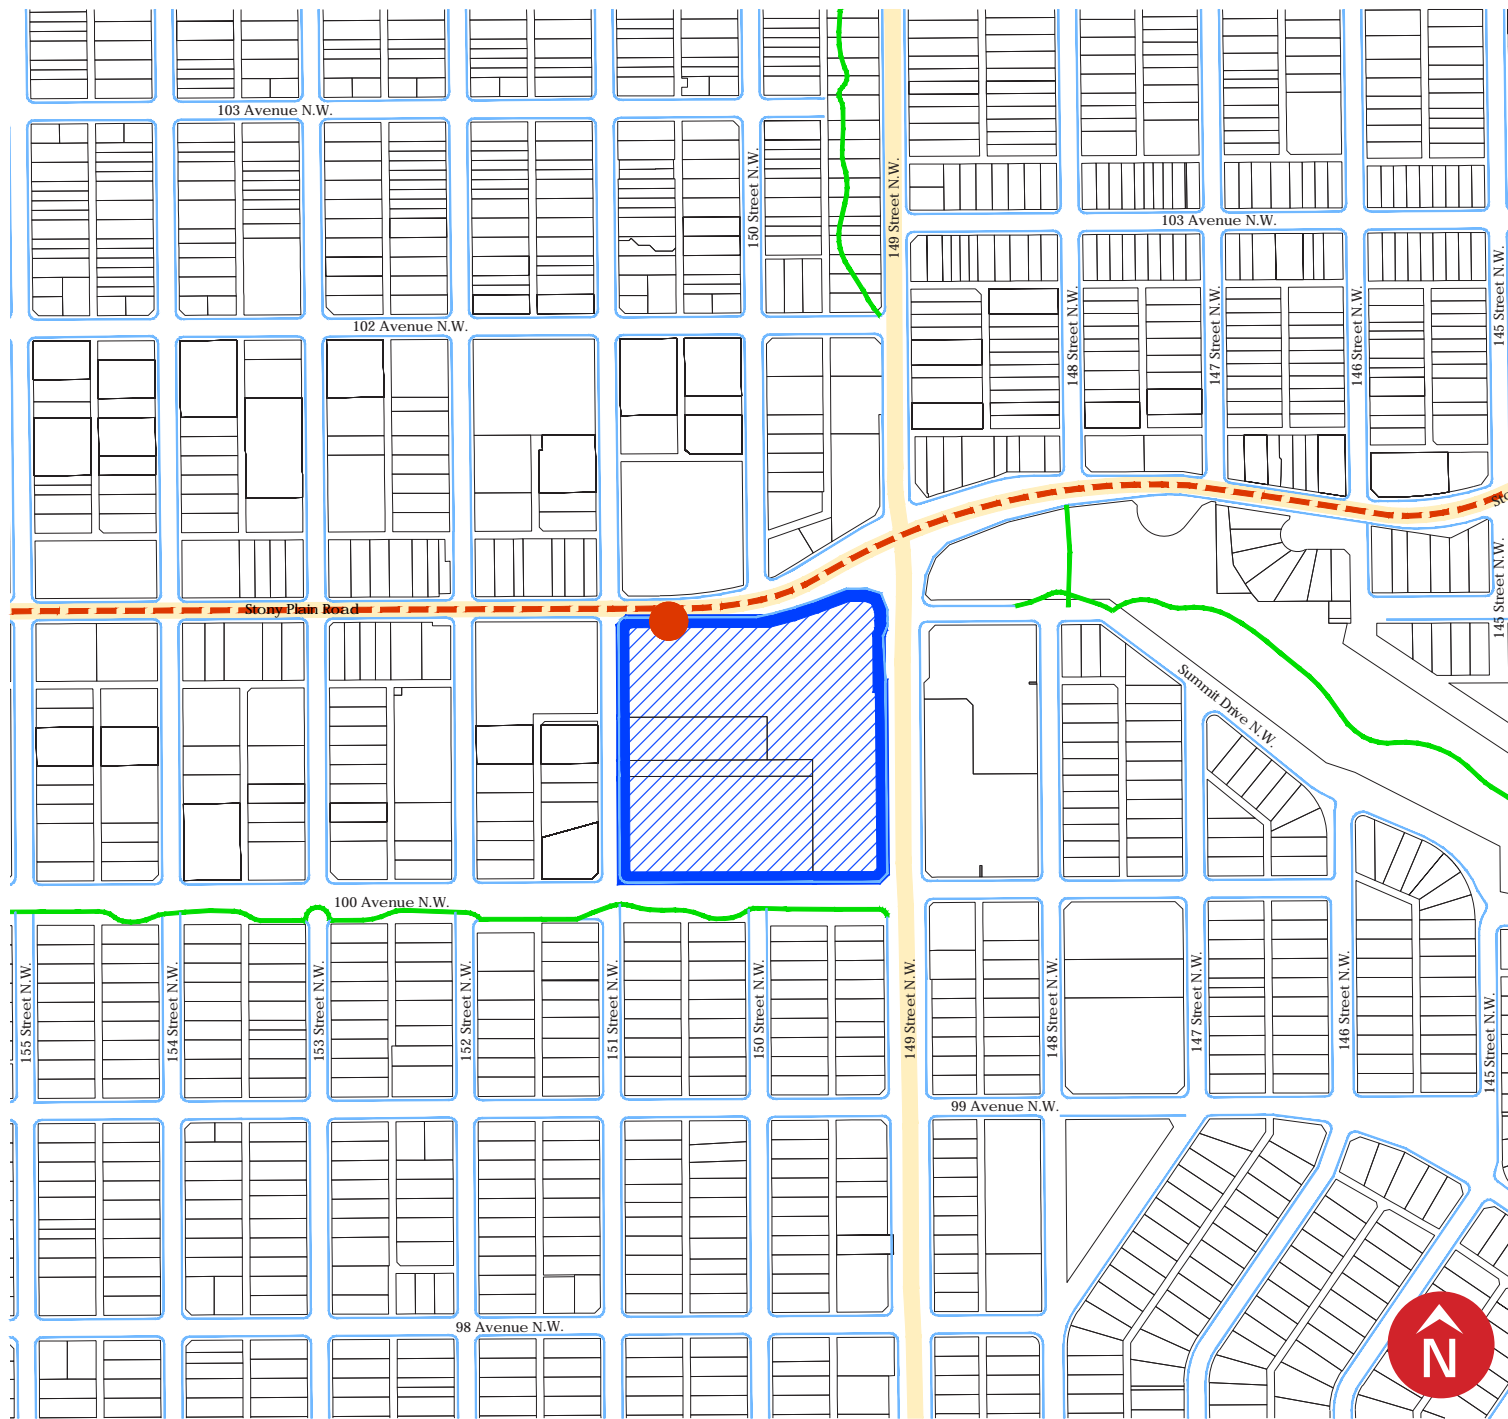 103 Avenue N.W.
150 Street N.W.
149 Street N.W.
103 Avenue N.W.
102 Avenue N.W.
148 Street N.W.
147 Street N.W.
146 Street N.W.
145 Street N.W.
Sto
Stony Plain Road
145 Street N.W.
Summit Drive N.W.
100 Avenue N.W.
155 Street N.W.
154 Street N.W.
153 Street N.W.
152 Street N.W.
151 Street N.W.
150 Street N.W.
149 Street N.W.
148 Street N.W.
147 Street N.W.
146 Street N.W.
145 Street N.W.
99 Avenue N.W.
98 Avenue N.W.
N